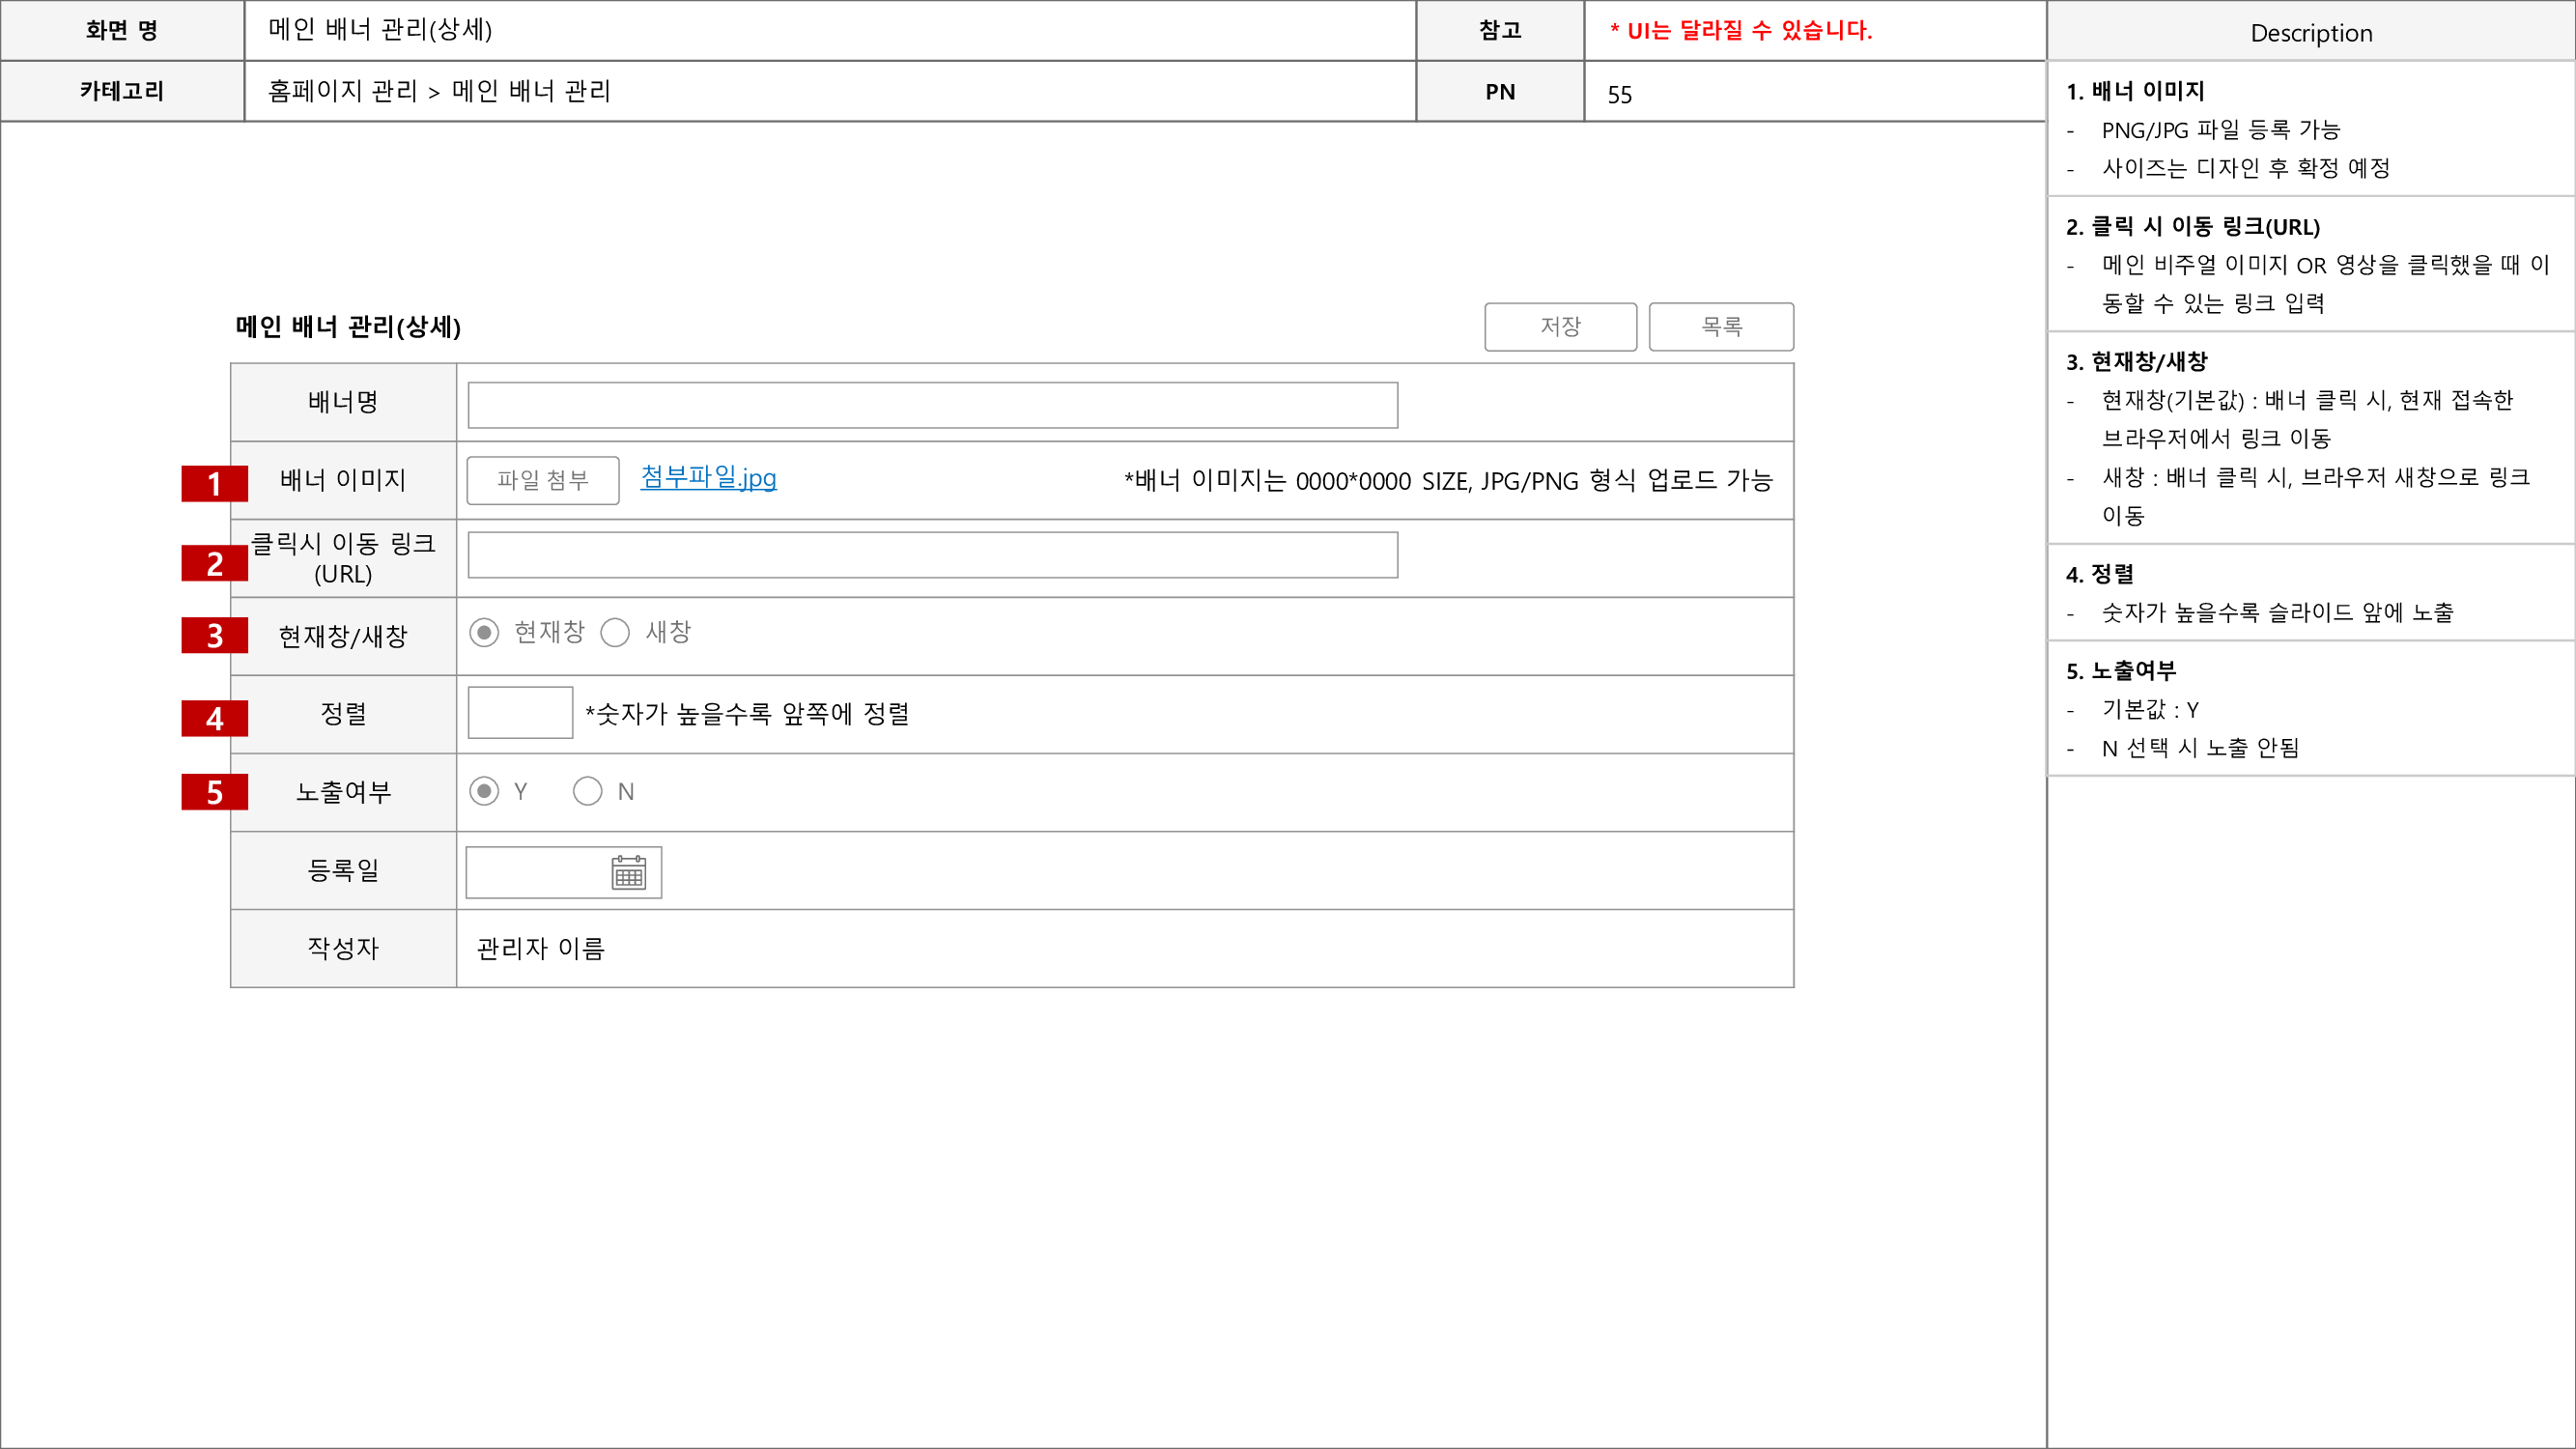 화면 명
메인 배너 관리(상세)
참고
* UI는 달라질 수 있습니다.
카테고리
홈페이지 관리 > 메인 배너 관리
PN
55
메인 배너 관리(상세)
저장
목록
배너명
1
배너 이미지
파일 첨부
첨부파일.jpg
*배너 이미지는 0000*0000 SIZE, JPG/PNG 형식 업로드 가능
2
클릭시 이동 링크
(URL)
3
현재창/새창
현재창
새창
4
정렬
*숫자가 높을수록 앞쪽에 정렬
5
노출여부
Y
N
등록일
작성자
관리자 이름
Description
1. 배너 이미지
- PNG/JPG 파일 등록 가능
- 사이즈는 디자인 후 확정 예정
2. 클릭 시 이동 링크(URL)
- 메인 비주얼 이미지 OR 영상을 클릭했을 때 이
동할 수 있는 링크 입력
3. 현재창/새창
- 현재창(기본값) : 배너 클릭 시, 현재 접속한
브라우저에서 링크 이동
- 새창 : 배너 클릭 시, 브라우저 새창으로 링크
이동
4. 정렬
- 숫자가 높을수록 슬라이드 앞에 노출
5. 노출여부
- 기본값 : Y
- N 선택 시 노출 안됨